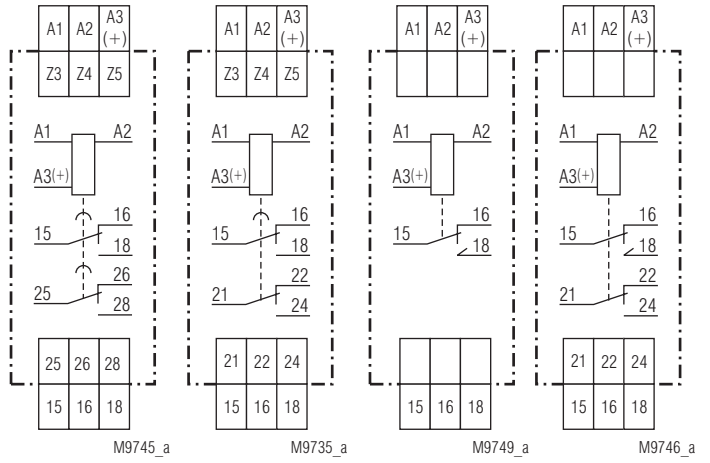 A1 A2 A3 (+)
Z3 Z4 Z5
A1 A2
A3(+)
16
15
18
26
25
28
25 26 28
15 16 18
M9745_a
A1 A2 A3 (+)
Z3 Z4 Z5
A1 A2
A3(+)
16
15
18
22
21
24
21 22 24
15 16 18
M9735_a
A1 A2 A3 (+)
A1 A2
A3(+)
16
15
18
15 16 18
M9749_a
A1 A2 A3 (+)
A1 A2
A3(+)
16
15
18
22
21
24
21 22 24
15 16 18
M9746_a